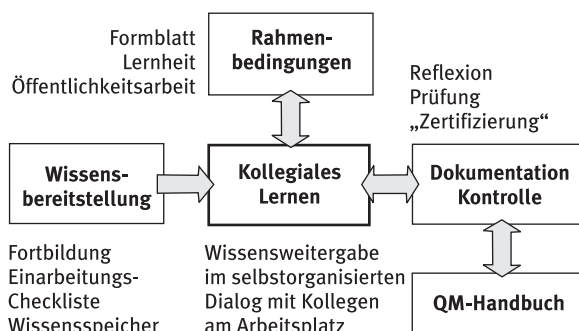 Formblatt
Lernheit
Öffentlichkeitsarbeit
Rahmen-
bedingungen
Reflexion
Prüfung
„Zertifizierung“
Wissens-
bereitstellung
Kollegiales
Lernen
Dokumentation
Kontrolle
Fortbildung
Einarbeitungs-
Checkliste
Wissensspeicher
Wissensweitergabe
im selbstorganisierten
Dialog mit Kollegen
am Arbeitsplatz
QM-Handbuch